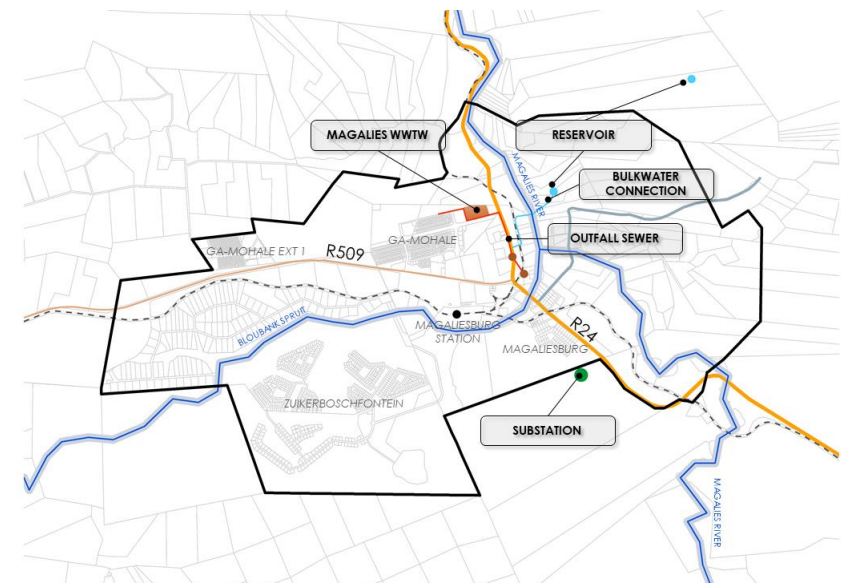 MAGALIES WWTW
RESERVOIR
MAGALIES RIVER
BULKWATER
CONNECTION
GA-MOHALE
OUTFALL SEWER
GA-MOHALE EXT 1
R509
BLOUBANK SPRUIT
MAGALIESBURG
STATION
R24
MAGALIESBURG
ZUIKERBOSCHFONTEIN
SUBSTATION
MAGALIES RIVER